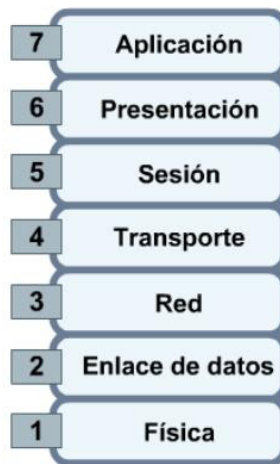 7 Aplicación
6 Presentación
5 Sesión
4 Transporte
3 Red
2 Enlace de datos
1 Física